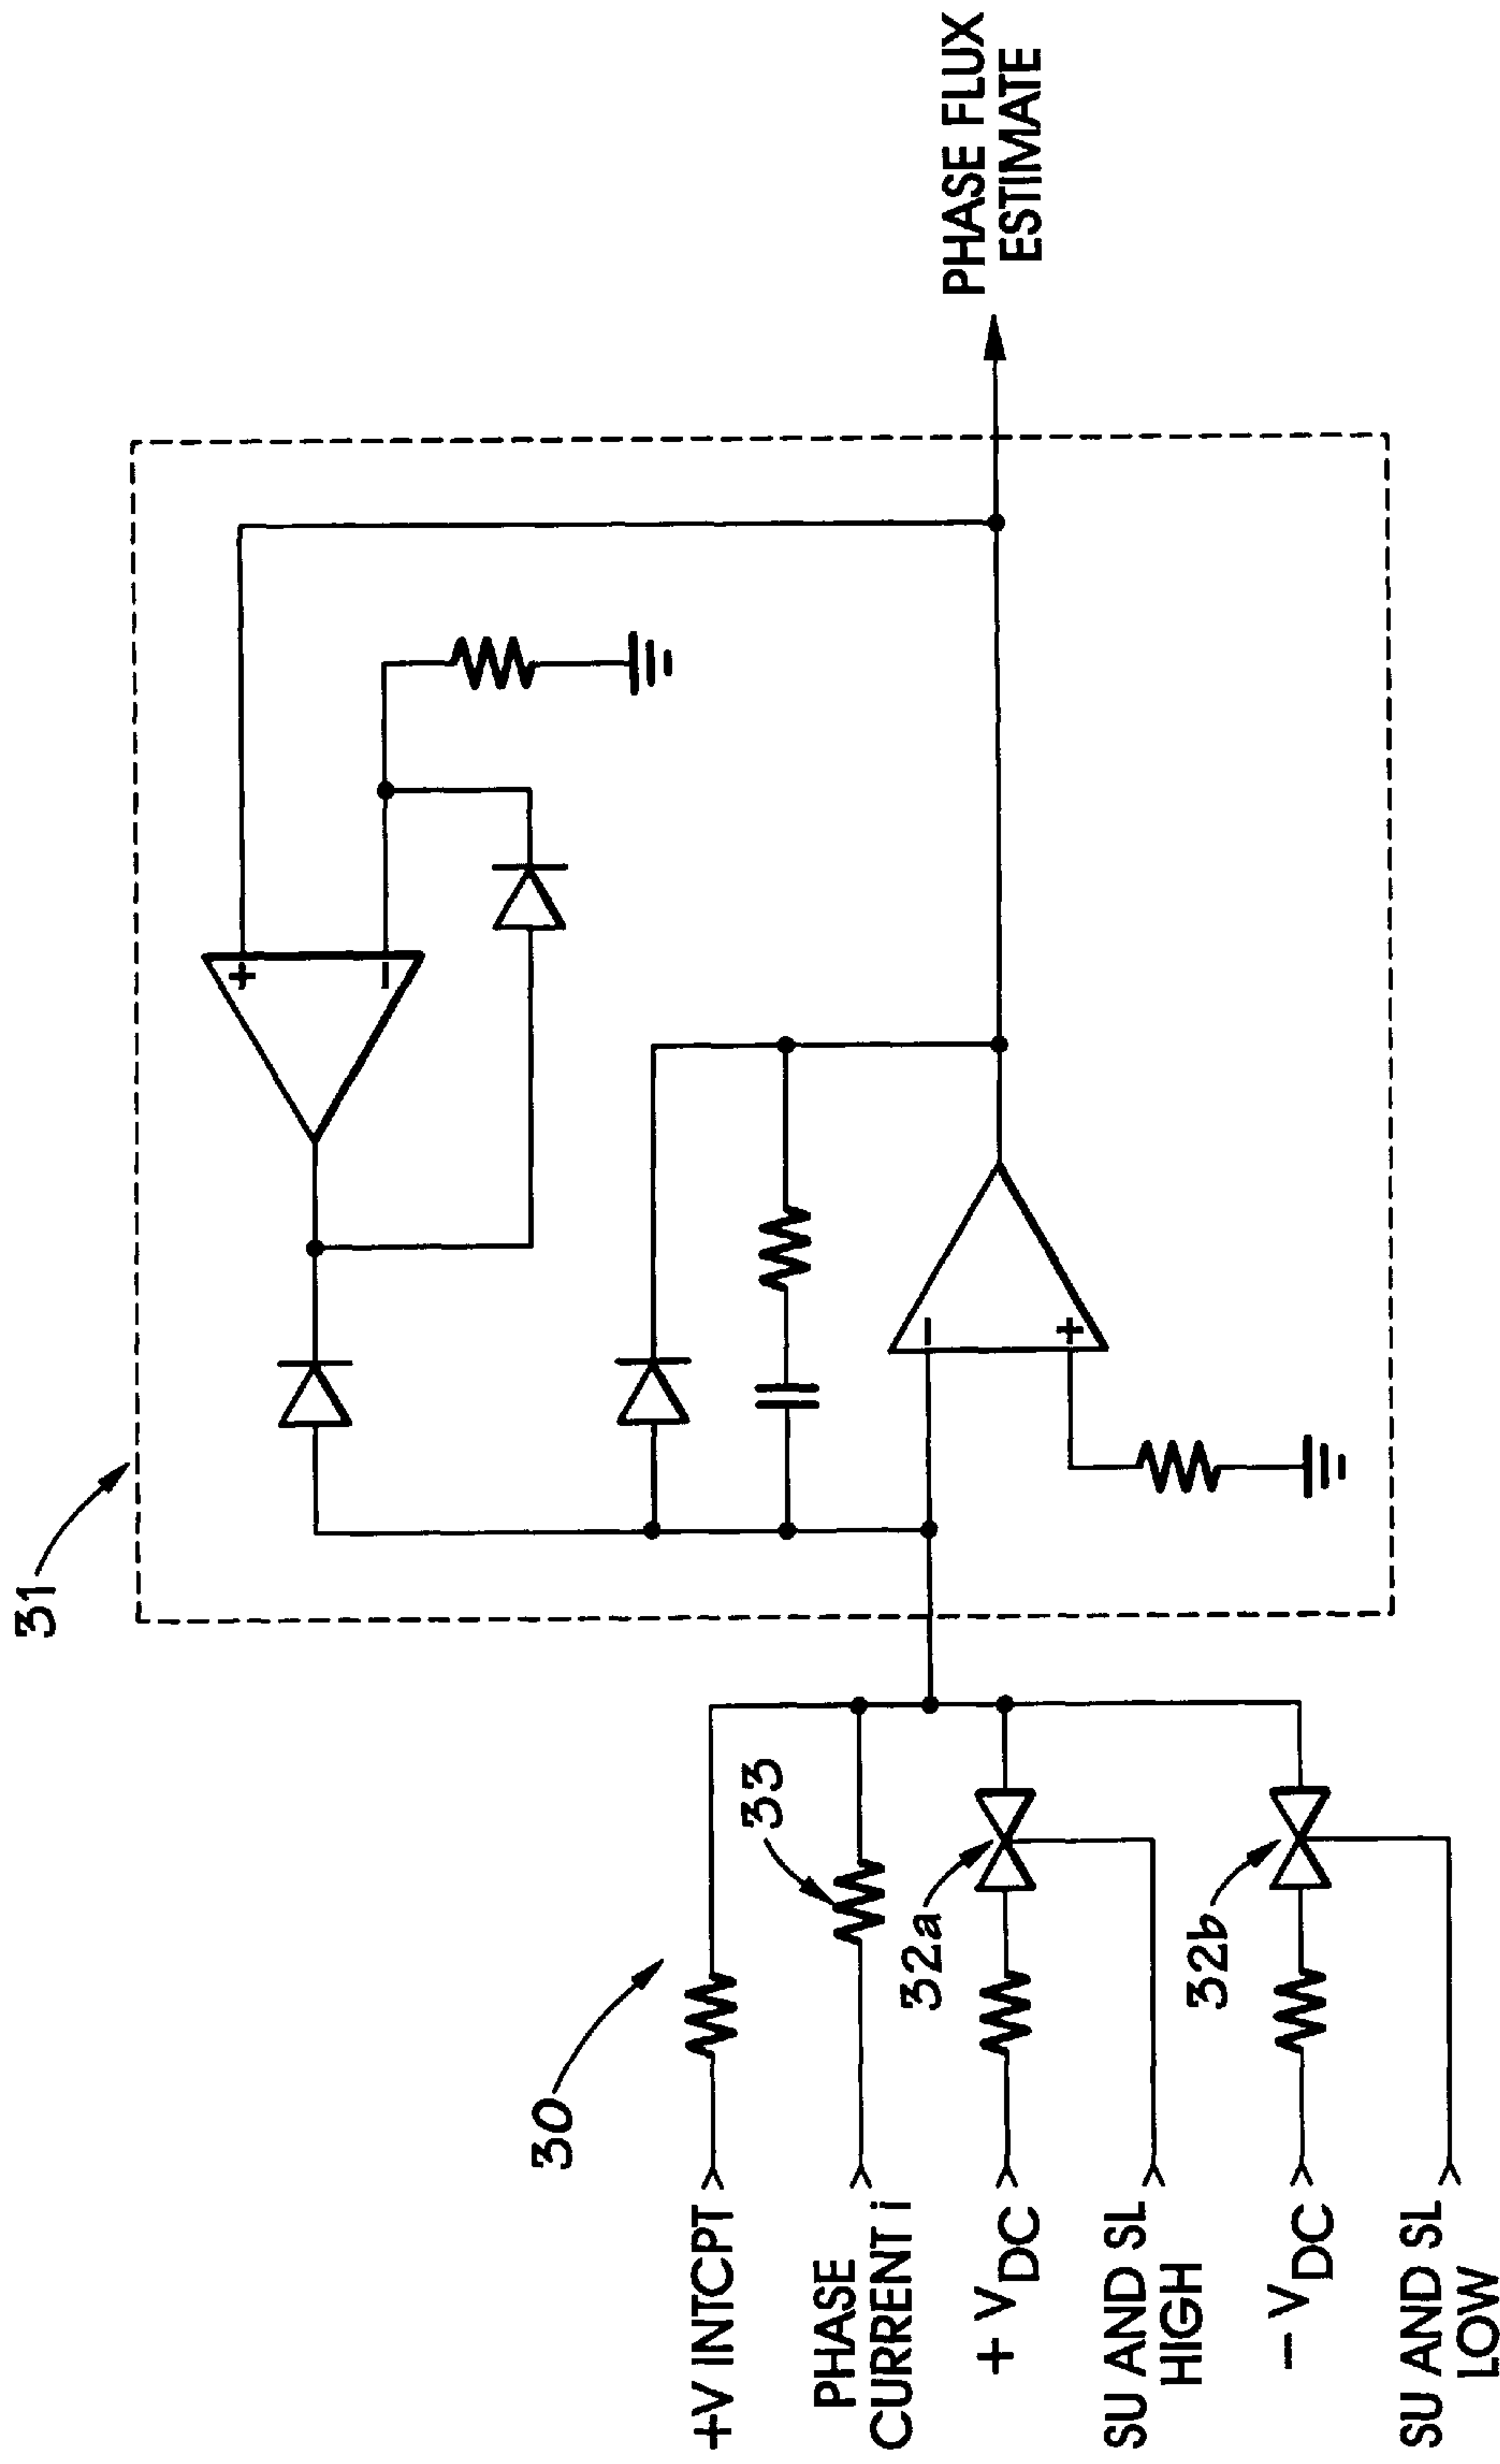 31
PHASE FLUX
ESTIMATE
+
−
−
+
30
33
32a
32b
+V INTCPT
PHASE
CURRENT i
+ VDC
SU AND SL
HIGH
− VDC
SU AND SL
LOW